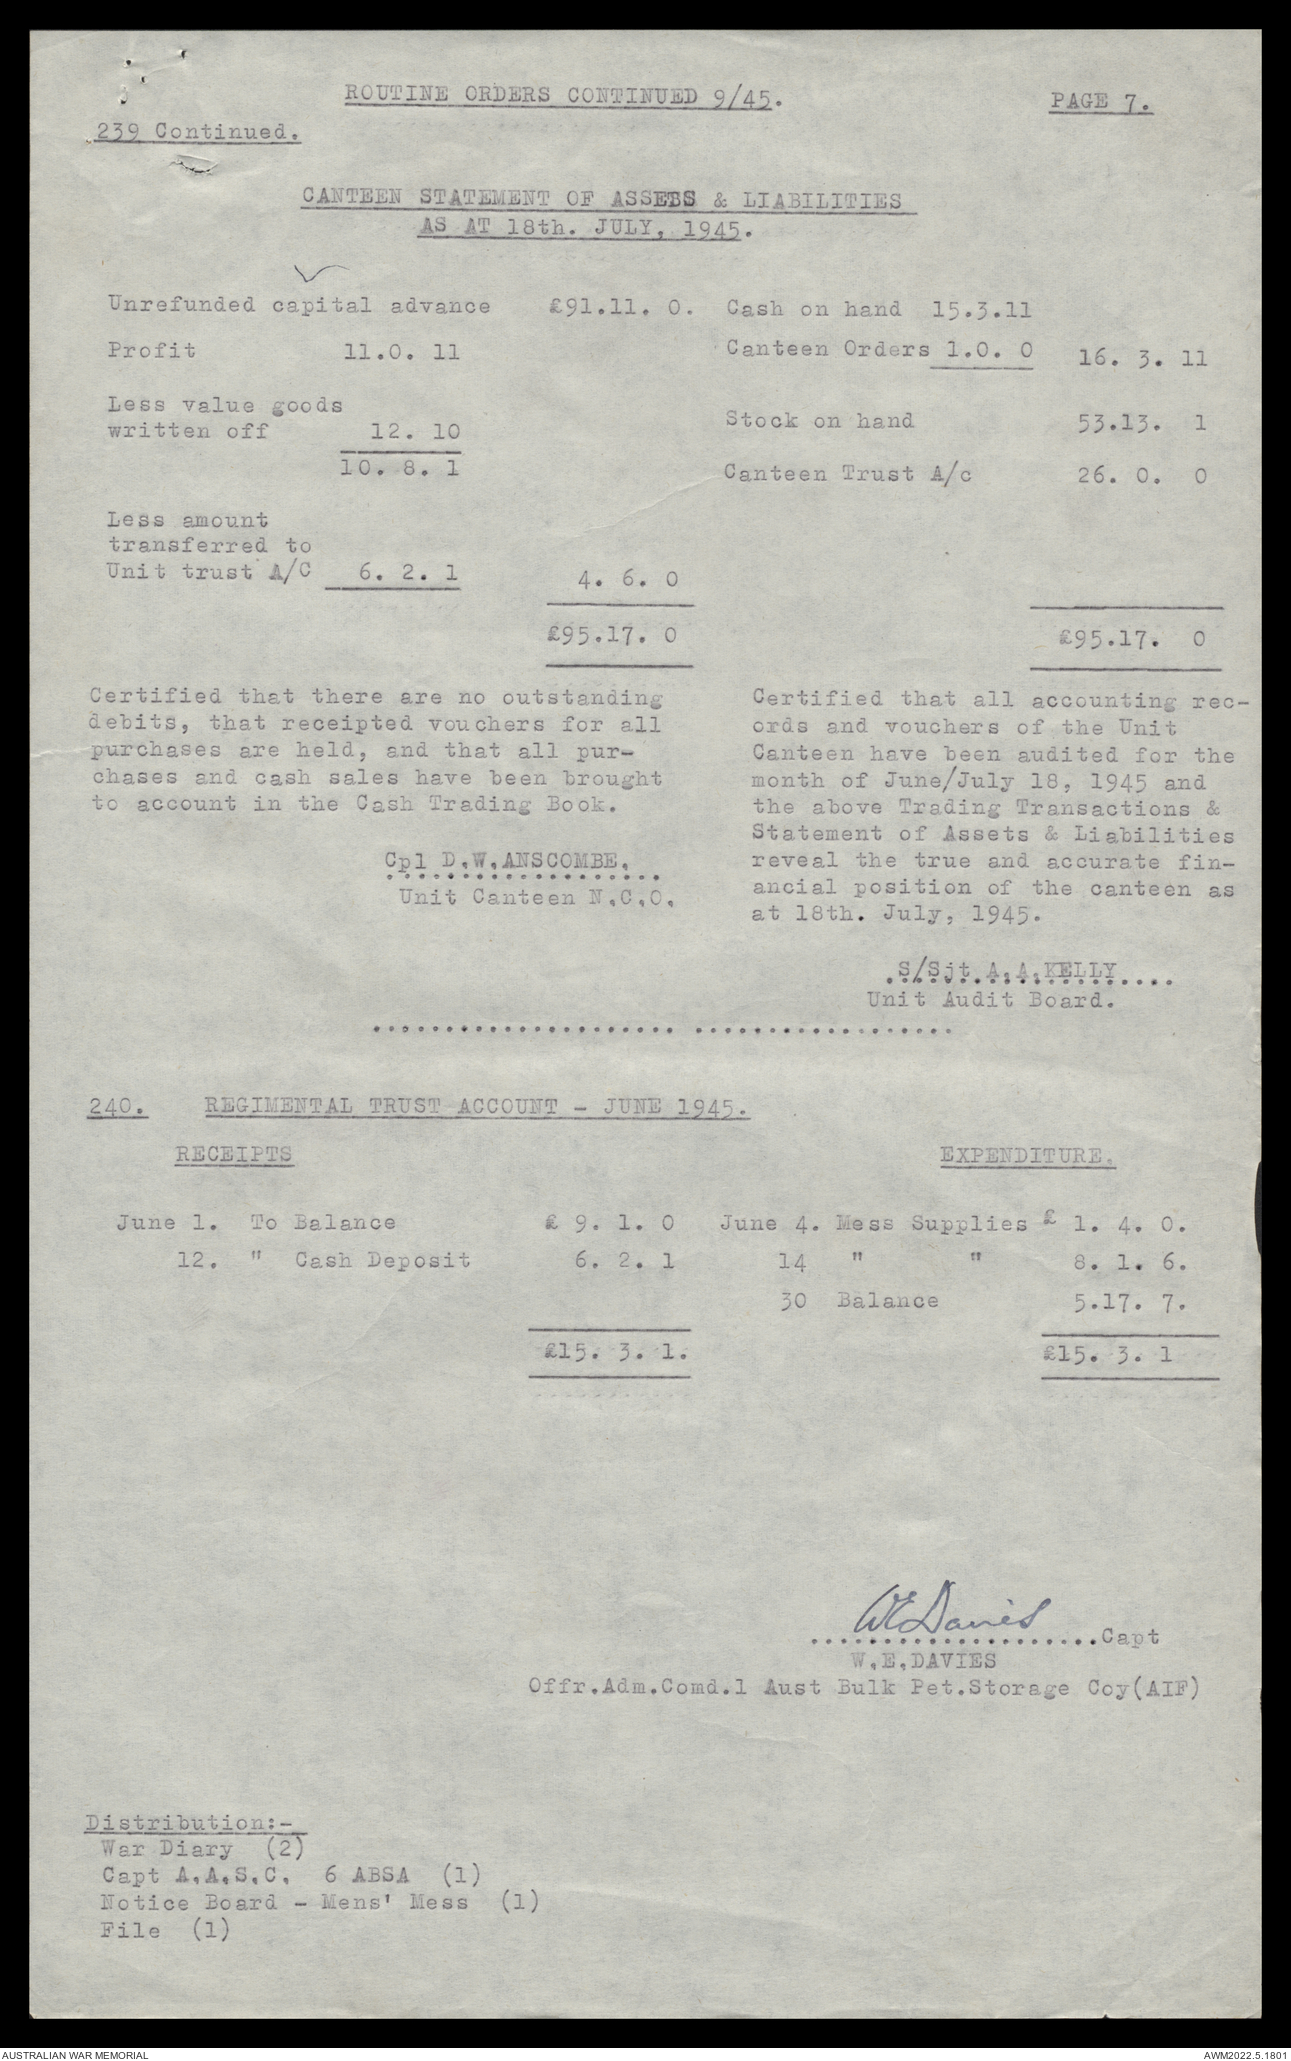 ROUTINE ORDERS CONTINUED 9/45. PAGE 7.
239 Continued.
CANTEEN STATEMENT OF ASSETS & LIABILITIES
AS AT 18th. JULY, 1945.
Unrefunded capital advance £91.11. 0. Cash on hand 15.3.11
Profit 11.0. 11 Canteen Orders 1.0. 0 16. 3. 11
Less value goods
written off 12. 10 Stock on hand 53.13. 1
10. 8. 1 Canteen Trust A/c 26. 0. 0
Less amount
transferred to
Unit trust A/C 6. 2. 1 4. 6. 0
£95.17. 0 £95.17. 0
Certified that there are no outstanding
debits, that receipted vouchers for all
purchases are held, and that all pur-
chases and cash sales have been brought
to account in the Cash Trading Book.
Cpl D.W.ANSCOMBE.
Unit Canteen N.C.O.
Certified that all accounting rec-
ords and vouchers of the Unit
Canteen have been audited for the
month of June/July 18, 1945 and
the above Trading Transactions &
Statement of Assets & Liabilities
reveal the true and accurate fin-
ancial position of the canteen as
at 18th. July, 1945.
S/Sjt A.A.KELLY....
Unit Audit Board.
240. REGIMENTAL TRUST ACCOUNT - JUNE 1945.
RECEIPTS EXPENDITURE.
June 1. To Balance £ 9. 1. 0 June 4. Mess Supplies £ 1. 4. 0.
12. " Cash Deposit 6. 2. 1 14 " " 8. 1. 6.
30 Balance 5.17. 7.
£15. 3. 1. £15. 3. 1
WEDavies
....................Capt
W.E.DAVIES
Offr.Adm.Comd.1 Aust Bulk Pet.Storage Coy(AIF)
Distribution:-
War Diary (2)
Capt A.A.S.C. 6 ABSA (1)
Notice Board - Mens' Mess (1)
File (1)
AUSTRALIAN WAR MEMORIAL AWM2022.5.1801